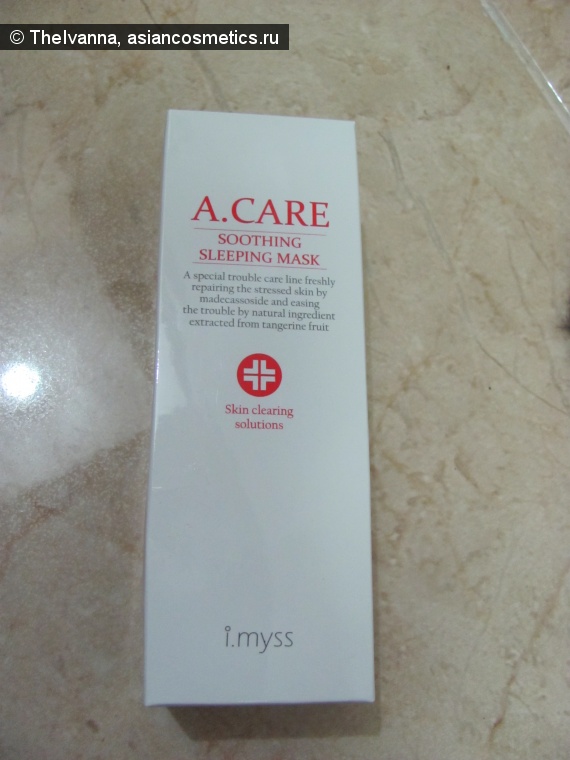 © TheIvanna, asiancosmetics.ru
A.CARE
SOOTHING
SLEEPING MASK
A special trouble care line freshly
repairing the stressed skin by
madecassoside and easing
the trouble by natural ingredient
extracted from tangerine fruit
Skin clearing
solutions
i.myss